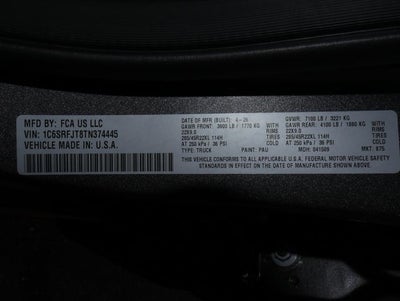 MFD BY: FCA US LLC
VIN: 1C6SRFJT8TN374445
VEHICLE MADE IN: U.S.A.
DATE OF MFR (BUILT): 4-26 GVWR: 7100 LB / 3221 KG
GAWR FRONT: 3900 LB / 1770 KG RIMS GAWR REAR: 4100 LB / 1860 KG RIMS
22X9.0 TIRES 22X9.0 TIRES
285/45R22XL 114H COLD 285/45R22XL 114H COLD
AT 250 kPa / 36 PSI AT 250 kPa / 36 PSI
THIS VEHICLE CONFORMS TO ALL APPLICABLE U.S.A. FEDERAL MOTOR VEHICLE SAFETY
STANDARDS IN EFFECT ON THE DATE OF MANUFACTURE SHOWN ABOVE.
TYPE: TRUCK PAINT: PAU MDH: 041509 MKT: